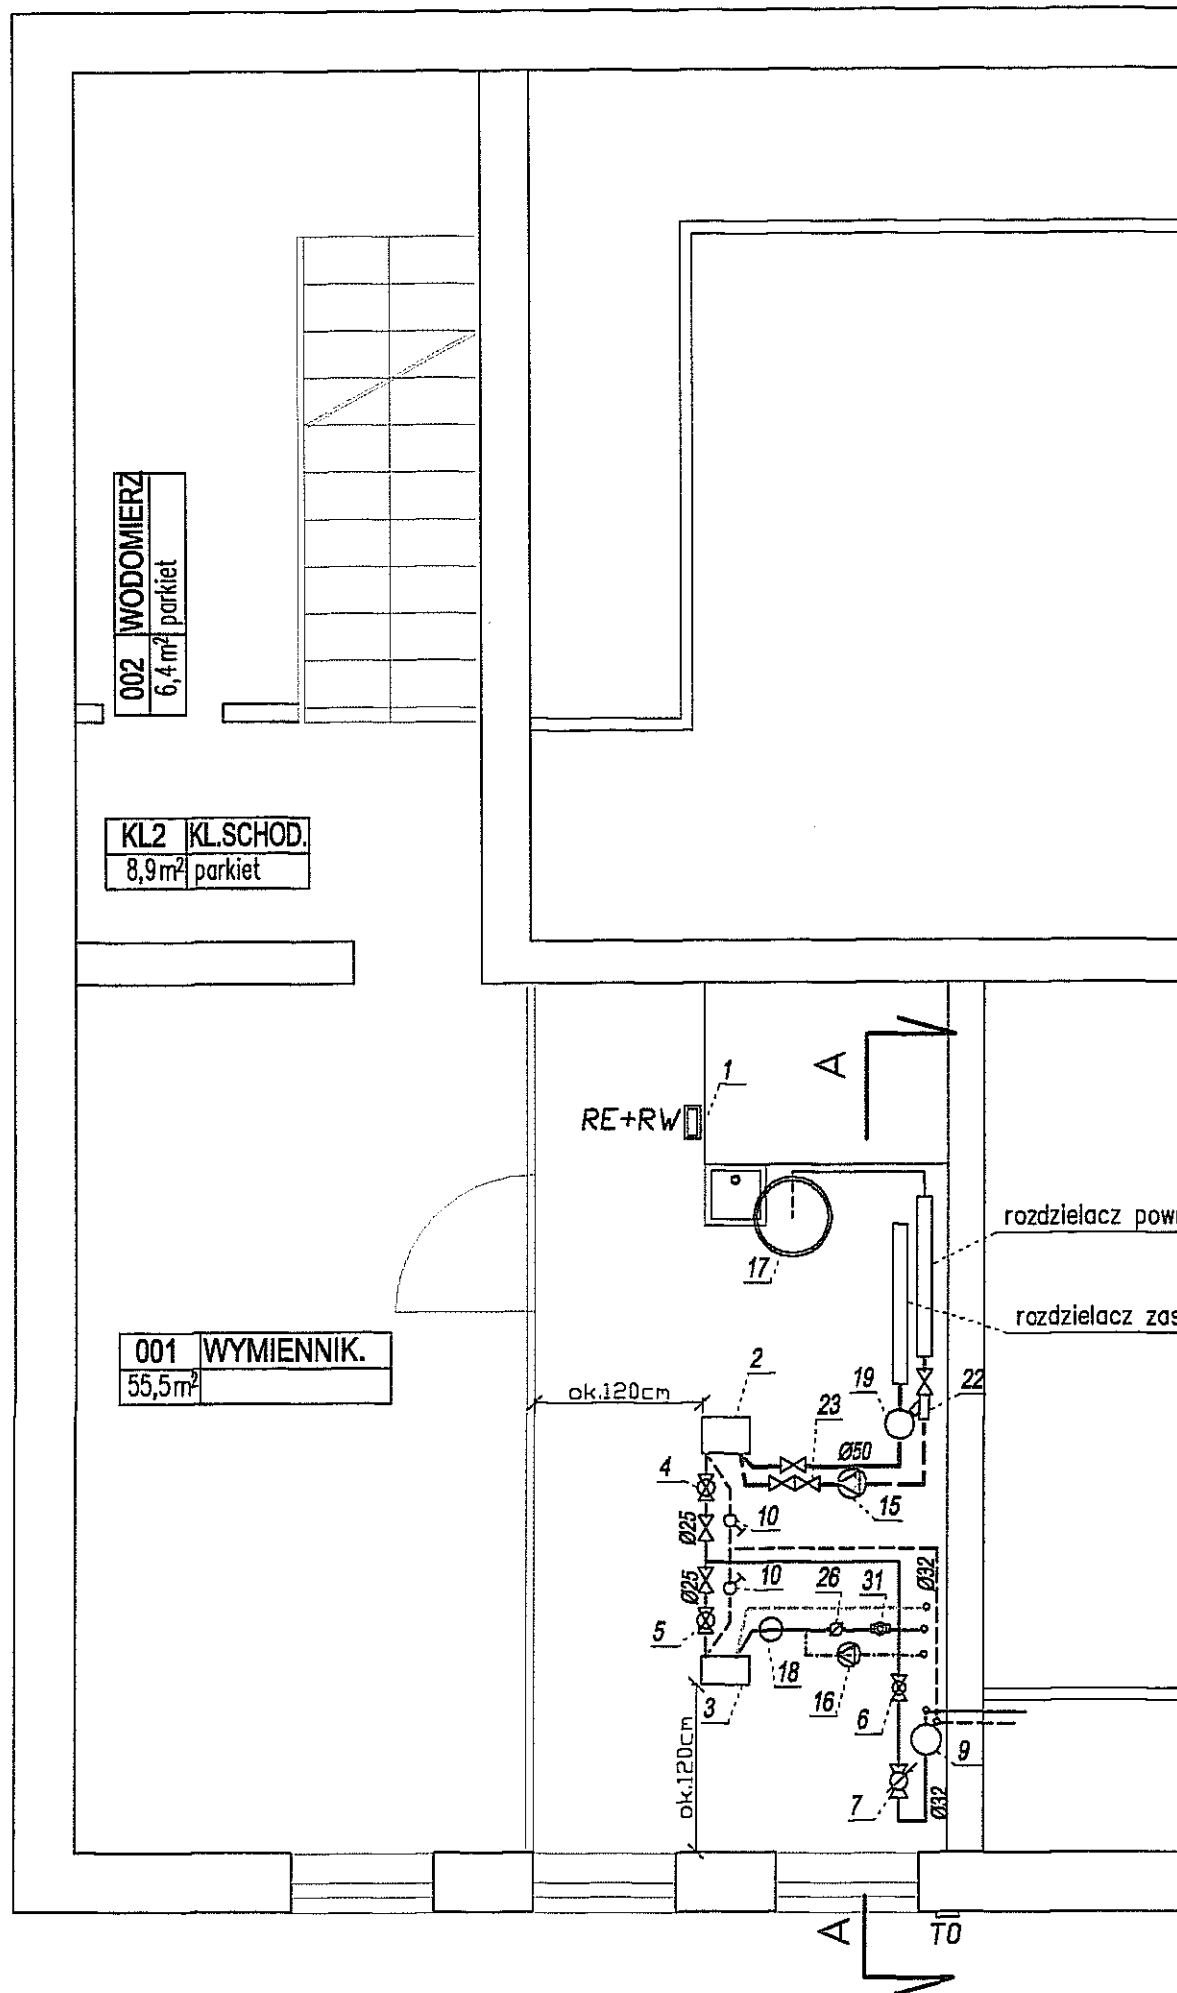 002 WODOMIERZ
6,4 m² parkiet
KL2 KL.SCHOD.
8,9 m² parkiet
A
1
RE+RW
17
rozdzielacz pow
rozdzielacz zas
001 WYMIENNIK.
55,5 m²
2
19
22
ok.120cm
23
Ø50
4
15
10
Ø25
Ø25
10
26
31
Ø32
5
18
16
6
3
ok.120cm
9
7
Ø32
A
TO